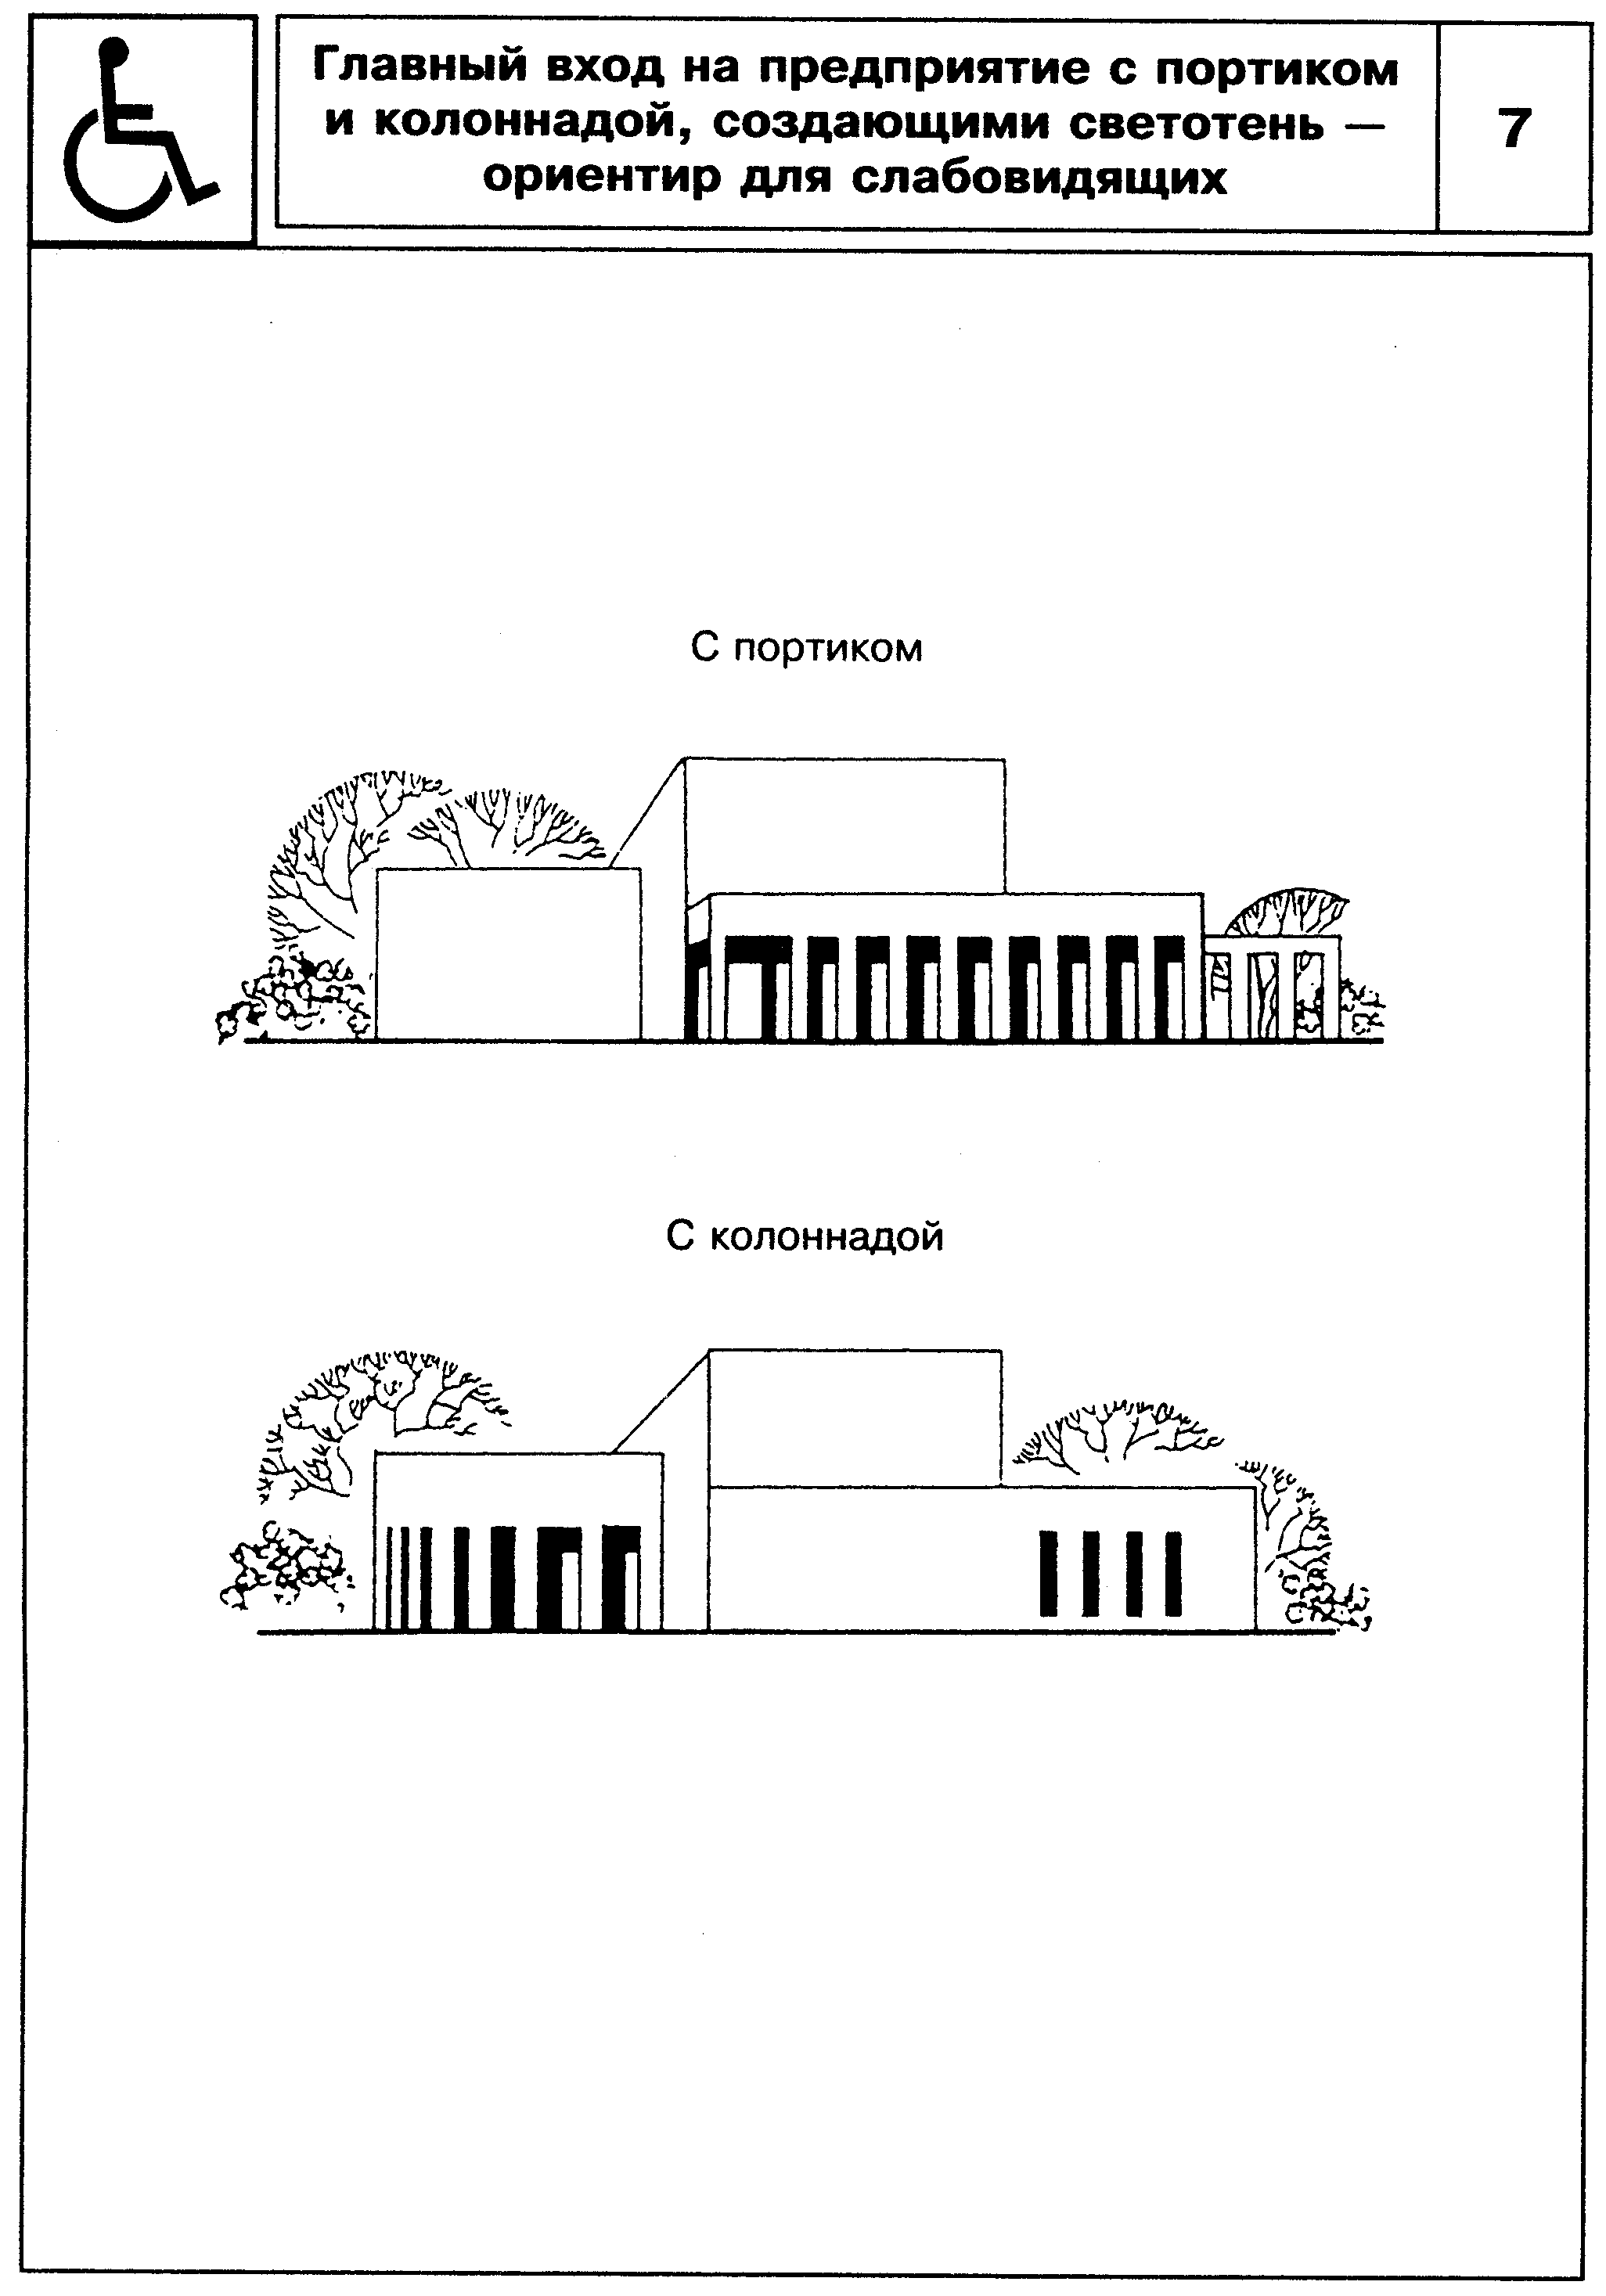 Главный вход на предприятие с портиком
и колоннадой, создающими светотень —
ориентир для слабовидящих
7
С портиком
С колоннадой